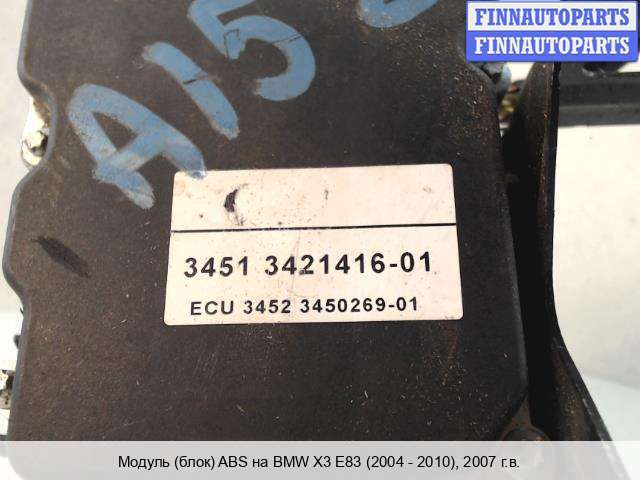 FINNAUTOPARTS
FINNAUTOPARTS
A15
3451 3421416-01
ECU 3452 3450269-01
Модуль (блок) ABS на BMW X3 E83 (2004 - 2010), 2007 г.в.